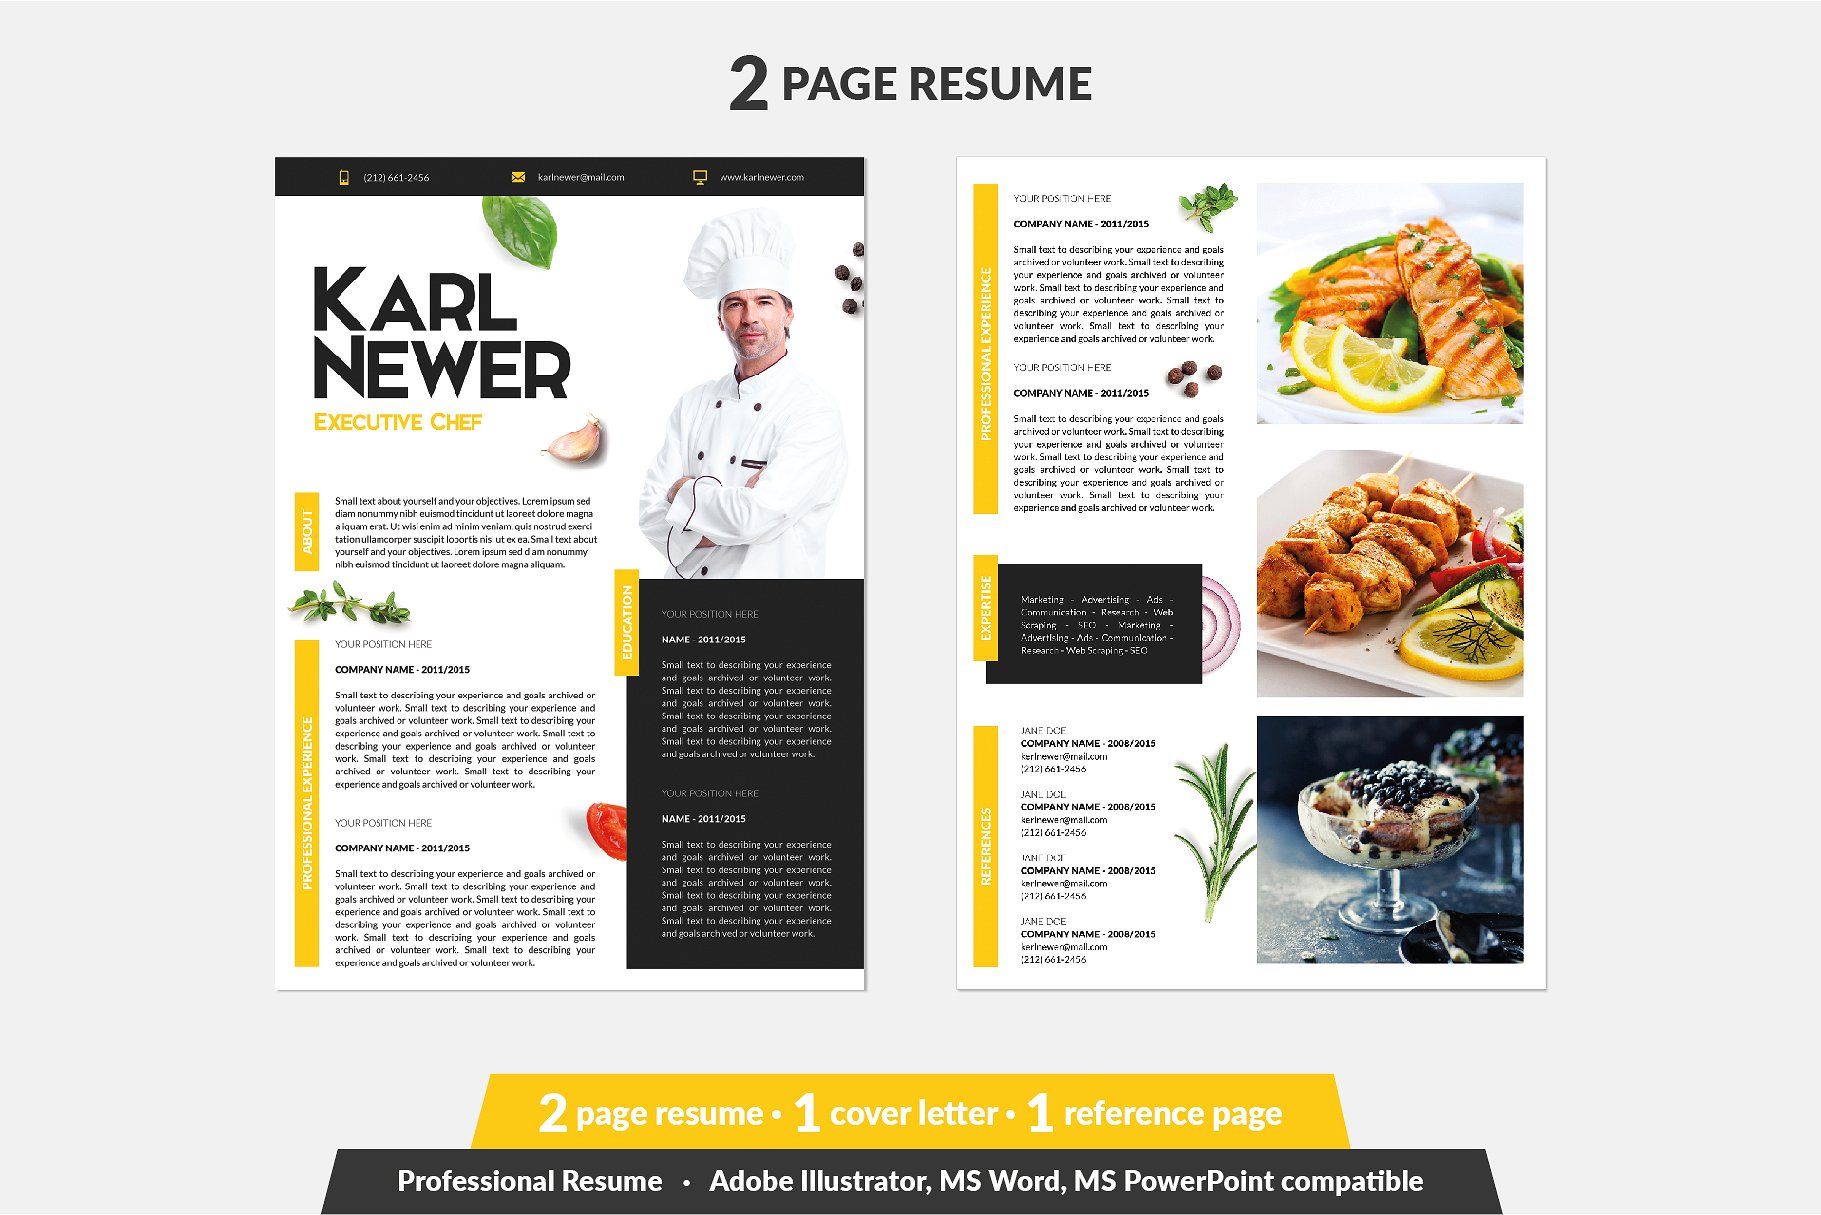 2 PAGE RESUME
(212) 661-2456
karlnewer@mail.com
www.karlnewer.com
KARL
NEWER
EXECUTIVE CHEF
ABOUT
Small text about yourself and your objectives. Lorem ipsum sed
diam nonummy nibh euismod tincidunt ut laoreet dolore magna
aliquam erat. Ut wisi enim ad minim veniam, quis nostrud exerci
tation ullamcorper suscipit lobortis nisl ut ex ea. Small text about
yourself and your objectives. Lorem ipsum sed diam nonummy
nibh euismod tincidunt ut laoreet dolore magna aliquam.
PROFESSIONAL EXPERIENCE
YOUR POSITION HERE
COMPANY NAME - 2011/2015
Small text to describing your experience and goals archived or
volunteer work. Small text to describing your experience and
goals archived or volunteer work. Small text to describing your
experience and goals archived or volunteer work. Small text to
describing your experience and goals archived or volunteer
work. Small text to describing your experience and goals
archived or volunteer work. Small text to describing your
experience and goals archived or volunteer work.
YOUR POSITION HERE
COMPANY NAME - 2011/2015
Small text to describing your experience and goals archived or
volunteer work. Small text to describing your experience and
goals archived or volunteer work. Small text to describing your
experience and goals archived or volunteer work. Small text to
describing your experience and goals archived or volunteer
work. Small text to describing your experience and goals
archived or volunteer work. Small text to describing your
experience and goals archived or volunteer work.
EDUCATION
YOUR POSITION HERE
NAME - 2011/2015
Small text to describing your experience
and goals archived or volunteer work.
Small text to describing your experience
and goals archived or volunteer work.
Small text to describing your experience
and goals archived or volunteer work.
Small text to describing your experience
and goals archived or volunteer work.
YOUR POSITION HERE
NAME - 2011/2015
Small text to describing your experience
and goals archived or volunteer work.
Small text to describing your experience
and goals archived or volunteer work.
Small text to describing your experience
and goals archived or volunteer work.
Small text to describing your experience
and goals archived or volunteer work.
PROFESSIONAL EXPERIENCE
YOUR POSITION HERE
COMPANY NAME - 2011/2015
Small text to describing your experience and goals
archived or volunteer work. Small text to describing
your experience and goals archived or volunteer
work. Small text to describing your experience and
goals archived or volunteer work. Small text to
describing your experience and goals archived or
volunteer work. Small text to describing your
experience and goals archived or volunteer work.
YOUR POSITION HERE
COMPANY NAME - 2011/2015
Small text to describing your experience and goals
archived or volunteer work. Small text to describing
your experience and goals archived or volunteer
work. Small text to describing your experience and
goals archived or volunteer work. Small text to
describing your experience and goals archived or
volunteer work. Small text to describing your
experience and goals archived or volunteer work.
EXPERTISE
Marketing - Advertising - Ads -
Communication - Research - Web
Scraping - SEO - Marketing -
Advertising - Ads - Communication -
Research - Web Scraping - SEO
REFERENCES
JANE DOE
COMPANY NAME - 2008/2015
kerlnewer@mail.com
(212) 661-2456
JANE DOE
COMPANY NAME - 2008/2015
kerlnewer@mail.com
(212) 661-2456
JANE DOE
COMPANY NAME - 2008/2015
kerlnewer@mail.com
(212) 661-2456
JANE DOE
COMPANY NAME - 2008/2015
kerlnewer@mail.com
(212) 661-2456
2 page resume • 1 cover letter • 1 reference page
Professional Resume • Adobe Illustrator, MS Word, MS PowerPoint compatible